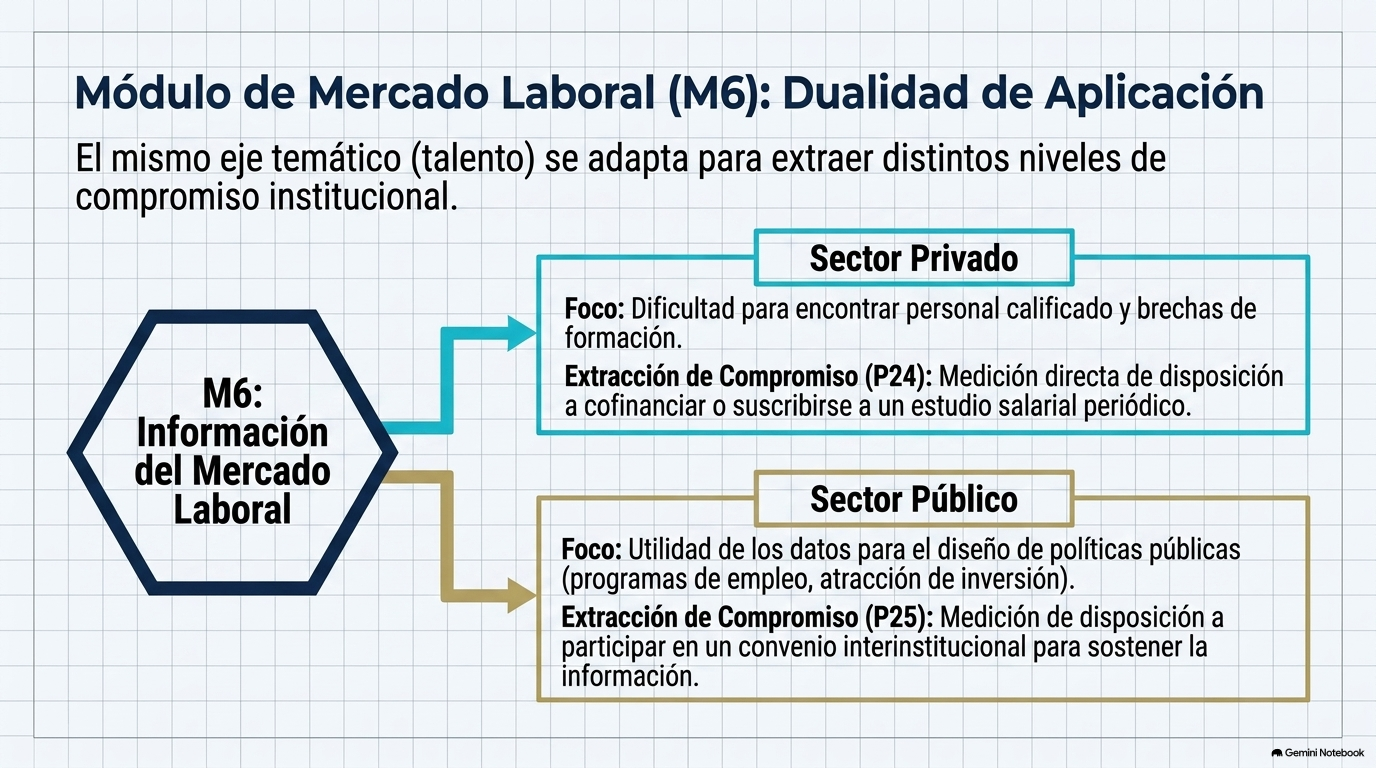 Módulo de Mercado Laboral (M6): Dualidad de Aplicación
El mismo eje temático (talento) se adapta para extraer distintos niveles de
compromiso institucional.
M6:
Información
del Mercado
Laboral
Sector Privado
Foco: Dificultad para encontrar personal calificado y brechas de
formación.
Extracción de Compromiso (P24): Medición directa de disposición
a cofinanciar o suscribirse a un estudio salarial periódico.
Sector Público
Foco: Utilidad de los datos para el diseño de políticas públicas
(programas de empleo, atracción de inversión).
Extracción de Compromiso (P25): Medición de disposición a
participar en un convenio interinstitucional para sostener la
información.
Gemini Notebook